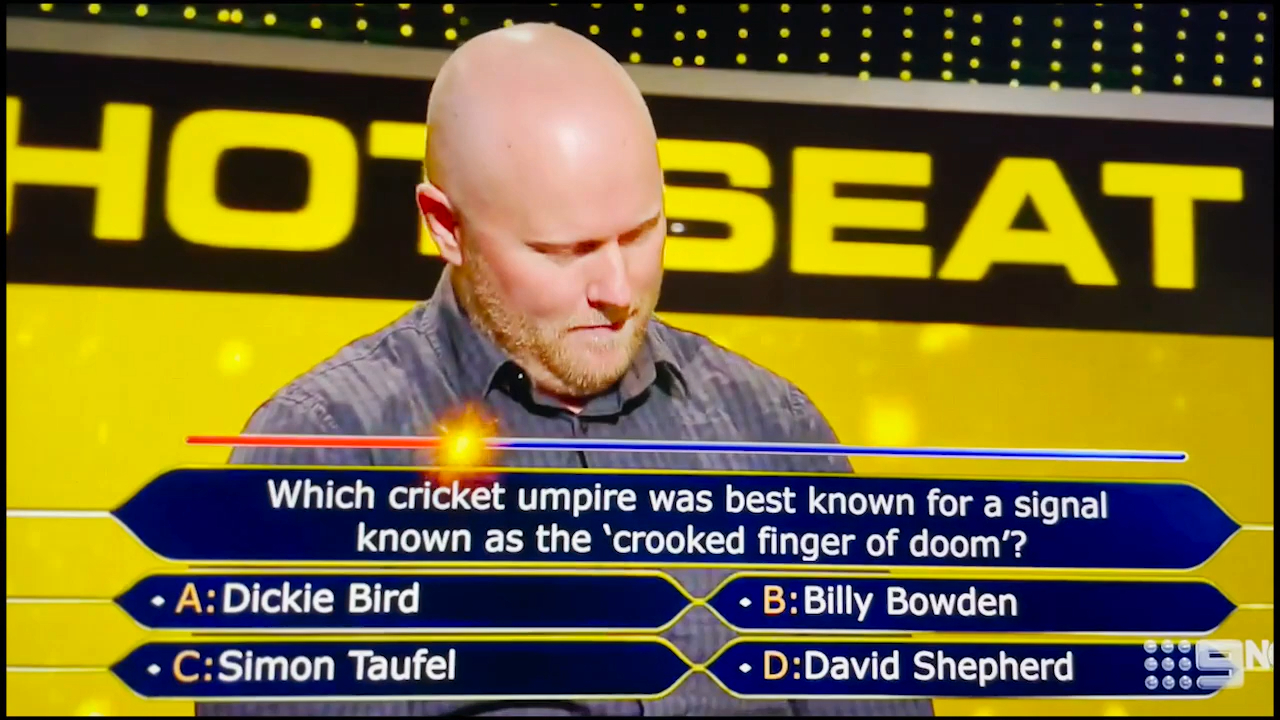 HOT SEAT
Which cricket umpire was best known for a signal
known as the ‘crooked finger of doom’?
A: Dickie Bird
B: Billy Bowden
C: Simon Taufel
D: David Shepherd
9